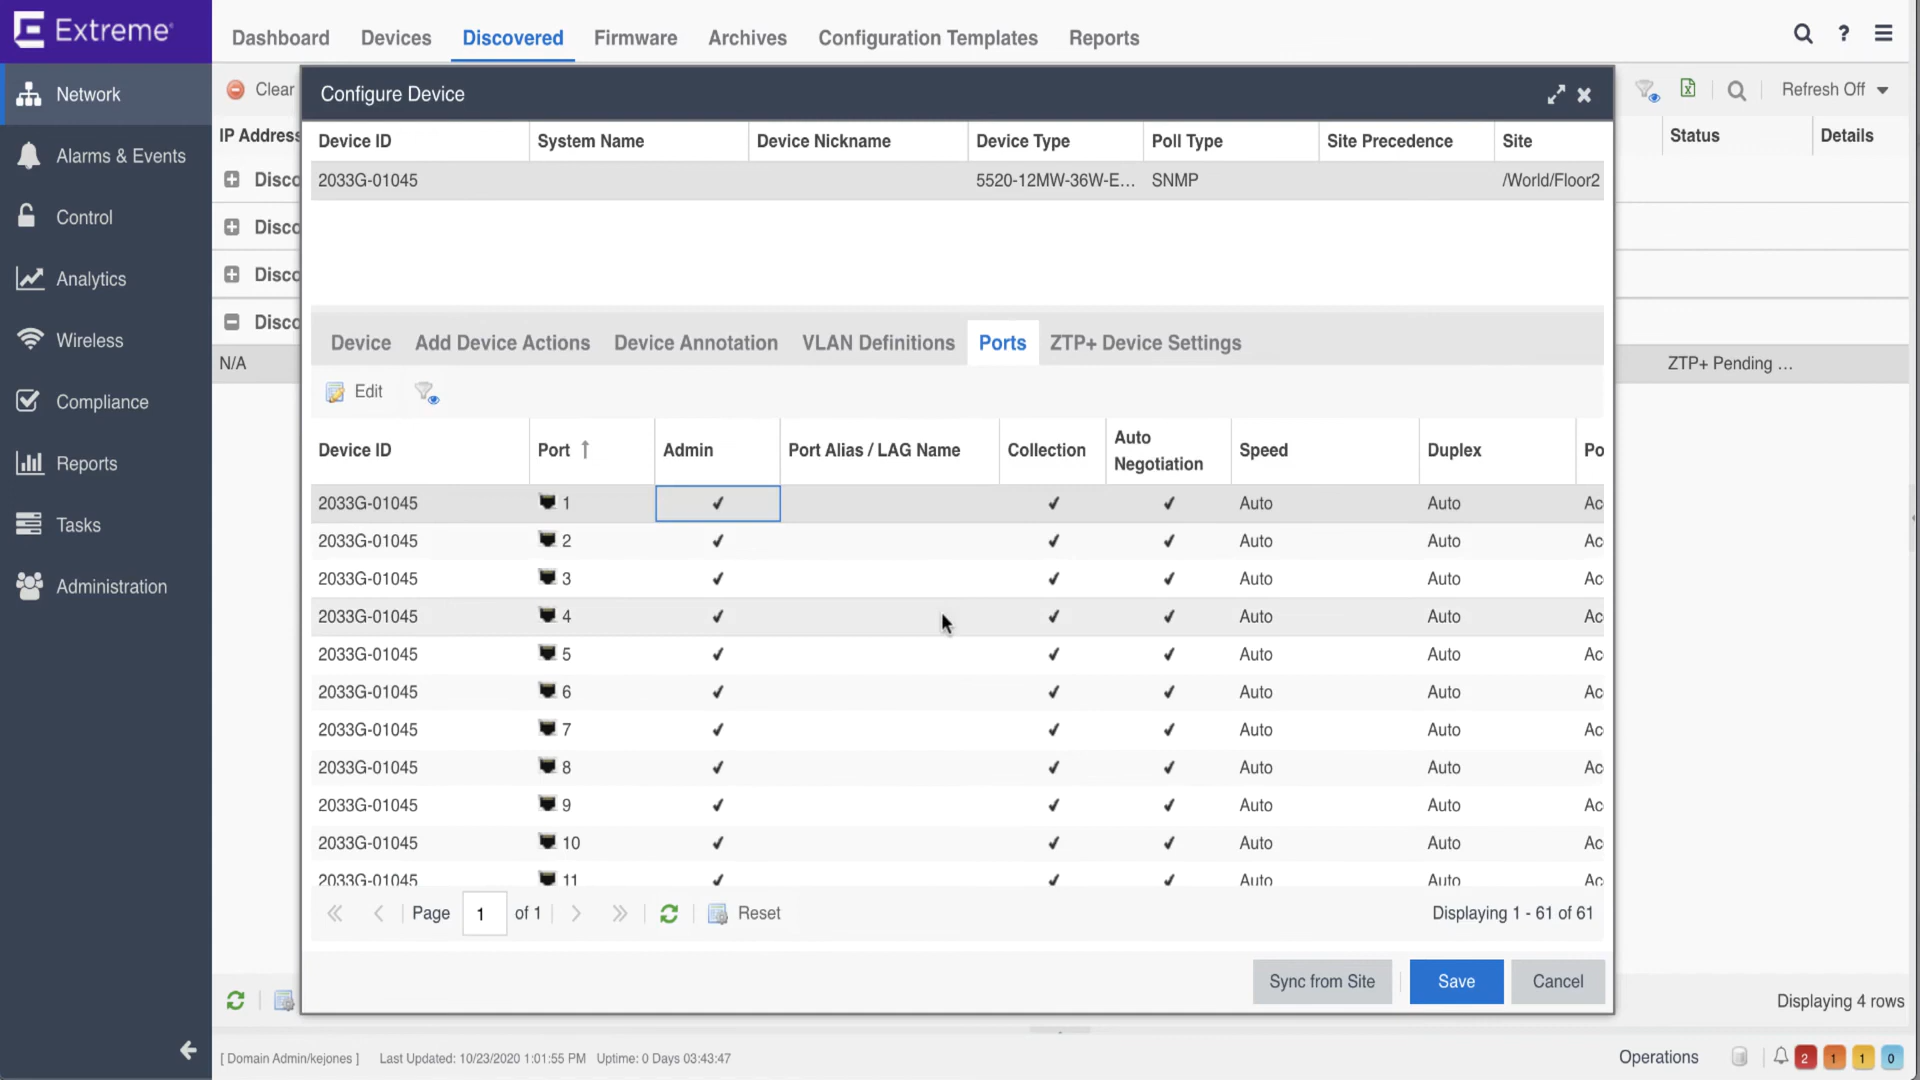 Extreme
Dashboard Devices Discovered Firmware Archives Configuration Templates Reports
Network
Alarms & Events
Control
Analytics
Wireless
Compliance
Reports
Tasks
Administration
Clear
Refresh Off
IP Address
Status Details
Disco
Disco
Disco
Disco
N/A
ZTP+ Pending ...
Configure Device
Device ID System Name Device Nickname Device Type Poll Type Site Precedence Site
2033G-01045 5520-12MW-36W-E... SNMP /World/Floor2
Device Add Device Actions Device Annotation VLAN Definitions Ports ZTP+ Device Settings
Edit
Device ID Port Admin Port Alias / LAG Name Collection Auto Negotiation Speed Duplex Po
2033G-01045 1 Auto Auto Ac
2033G-01045 2 Auto Auto Ac
2033G-01045 3 Auto Auto Ac
2033G-01045 4 Auto Auto Ac
2033G-01045 5 Auto Auto Ac
2033G-01045 6 Auto Auto Ac
2033G-01045 7 Auto Auto Ac
2033G-01045 8 Auto Auto Ac
2033G-01045 9 Auto Auto Ac
2033G-01045 10 Auto Auto Ac
2033G-01045 11 Auto Auto Ac
Page 1 of 1 Reset Displaying 1 - 61 of 61
Sync from Site Save Cancel
Displaying 4 rows
[ Domain Admin/kejones ] Last Updated: 10/23/2020 1:01:55 PM Uptime: 0 Days 03:43:47
Operations 2 1 1 0